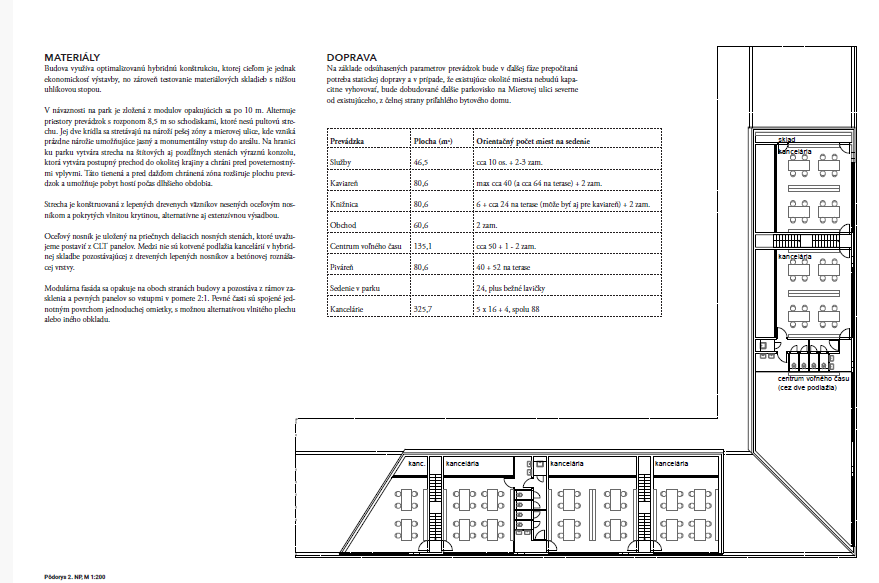 MATERIÁLY
Budova využíva optimalizovanú hybridnú konštrukciu, ktorej cieľom je jednak
ekonomickosť výstavby, no zároveň testovanie materiálových skladieb s nižšou
uhlíkovou stopou.
V náväznosti na park je zložená z modulov opakujúcich sa po 10 m. Alternuje
priestory prevádzok s rozponom 8,5 m so schodiskami, ktoré nesú pultovú stre-
chu. Jej dve krídla sa stretávajú na nároží pešej zóny a mierovej ulice, kde vzniká
prázdne nárožie umožňujúce jasný a monumentálny vstup do areálu. Na hranici
ku parku vytvára strecha na štítových aj pozdĺžnych stenách výraznú konzolu,
ktorá vytvára postupný prechod do okolitej krajiny a chráni pred poveternostný-
mi vplyvmi. Táto tienená a pred dažďom chránená zóna rozširuje plochu prevá-
dzok a umožňuje pobyt hostí počas dlhšieho obdobia.
Strecha je konštruovaná z lepených drevených väzníkov nesených oceľovým nos-
níkom a pokrytých vlnitou krytinou, alternatívne aj extenzívnou výsadbou.
Oceľový nosník je uložený na priečnych deliacich nosných stenách, ktoré uvažu-
jeme postaviť z CLT panelov. Medzi nie sú kotvené podlažia kancelárií v hybrid-
nej skladbe pozostávajúcej z drevených lepených nosníkov a betónovej roznáša-
cej vrstvy.
Modulárna fasáda sa opakuje na oboch stranách budovy a pozostáva z rámov za-
sklenia a pevných panelov so vstupmi v pomere 2:1. Pevné časti sú spojené jed-
notným povrchom jednoduchej omietky, s možnou alternatívou vlnitého plechu
alebo iného obkladu.
DOPRAVA
Na základe odsúhasených parametrov prevádzok bude v ďalšej fáze prepočítaná
potreba statickej dopravy a v prípade, že existujúce okolité miesta nebudú kapa-
citne vyhovovať, bude dobudované ďalšie parkovisko na Mierovej ulici severne
od existujúceho, z čelnej strany priľahlého bytového domu.
Prevádzka Plocha (m²) Orientačný počet miest na sedenie
Služby 46,5 cca 10 os. + 2-3 zam.
Kaviareň 80,6 max cca 40 (a cca 64 na terase) + 2 zam.
Knižnica 80,6 6 + cca 24 na terase (môže byť aj pre kaviareň) + 2 zam.
Obchod 60,6 2 zam.
Centrum voľného času 135,1 cca 50 + 1 - 2 zam.
Piváreň 80,6 40 + 52 na terase
Sedenie v parku 24, plus bežné lavičky
Kancelárie 325,7 5 x 16 + 4, spolu 88
sklad
kancelária
kancelária
centrum voľného času
(cez dve podlažia)
kanc. kancelária kancelária kancelária
Pôdorys 2. NP, M 1:200